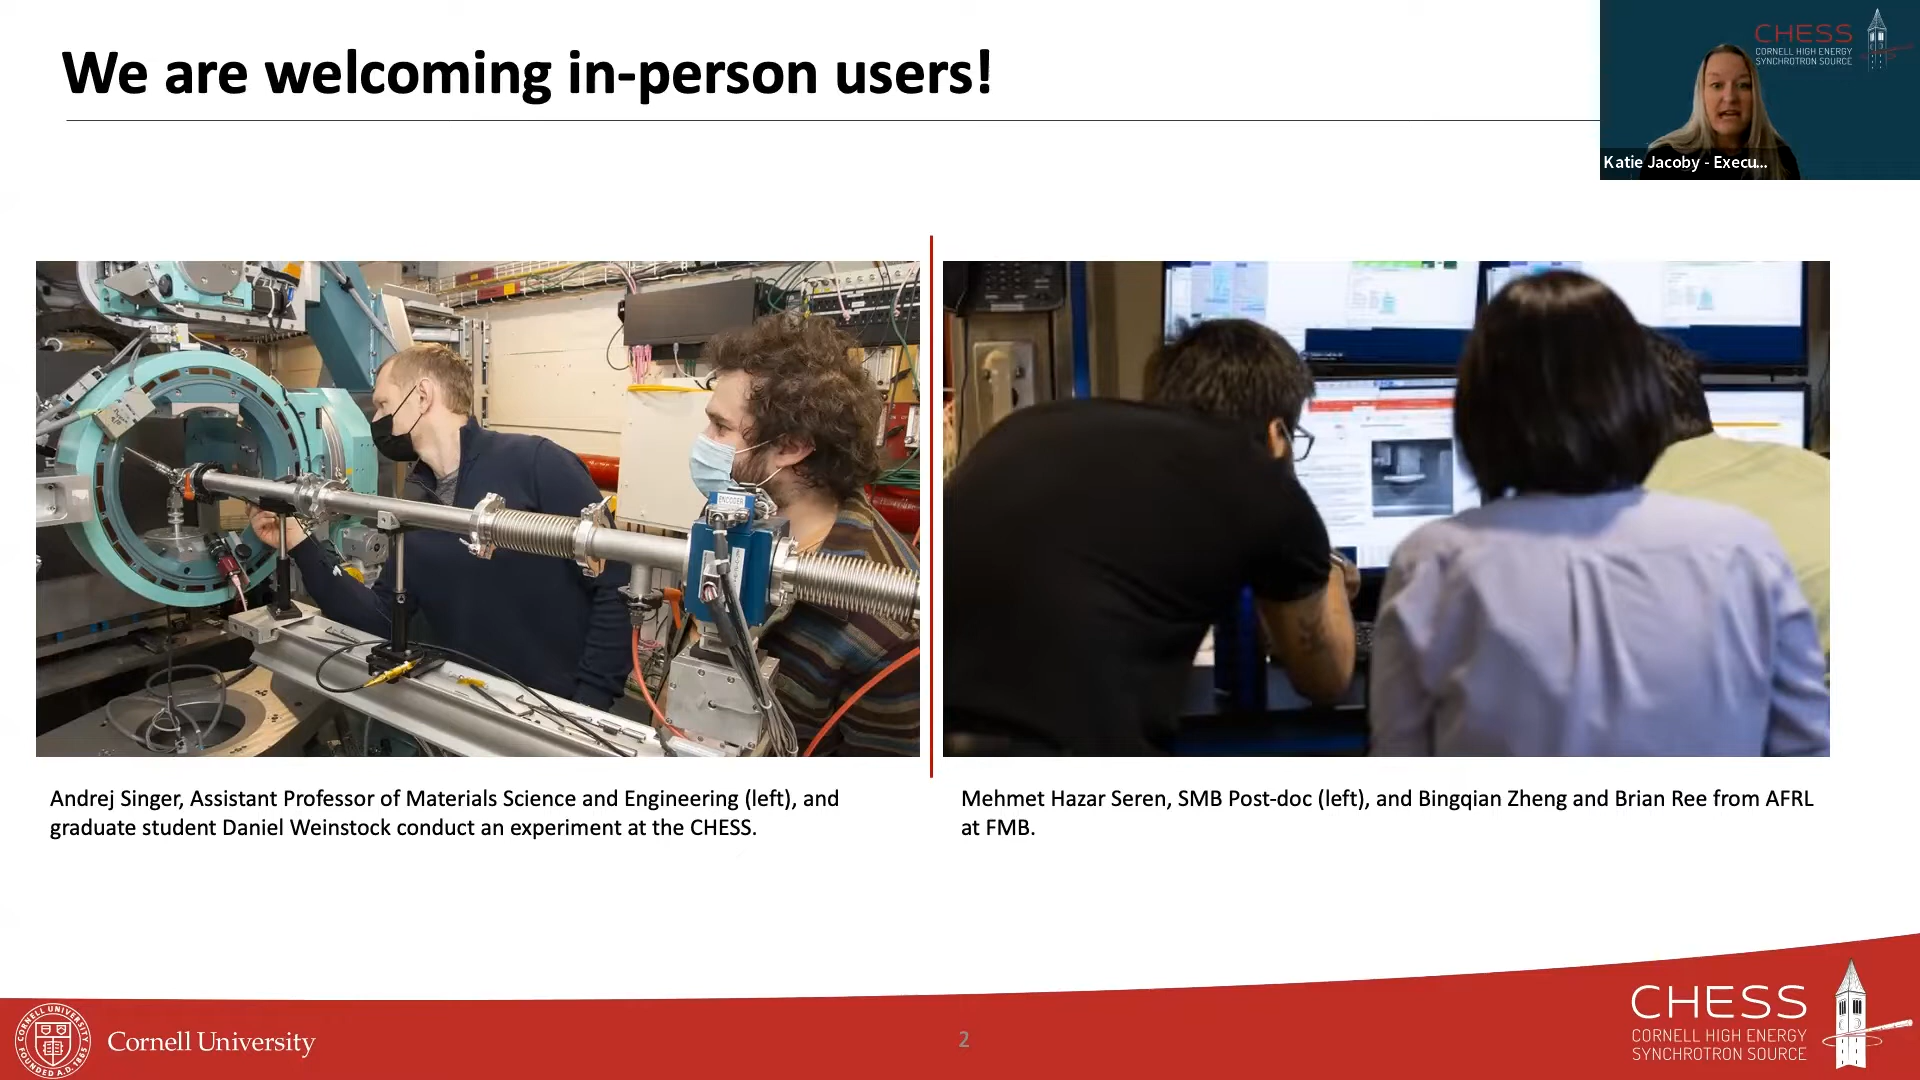 We are welcoming in-person users!
CHESS
CORNELL HIGH ENERGY
SYNCHROTRON SOURCE
Katie Jacoby - Execu...
ENCODER
Andrej Singer, Assistant Professor of Materials Science and Engineering (left), and
graduate student Daniel Weinstock conduct an experiment at the CHESS.
Mehmet Hazar Seren, SMB Post-doc (left), and Bingqian Zheng and Brian Ree from AFRL
at FMB.
CORNELL UNIVERSITY
FOUNDED A.D. 1865
Cornell University
2
CHESS
CORNELL HIGH ENERGY
SYNCHROTRON SOURCE